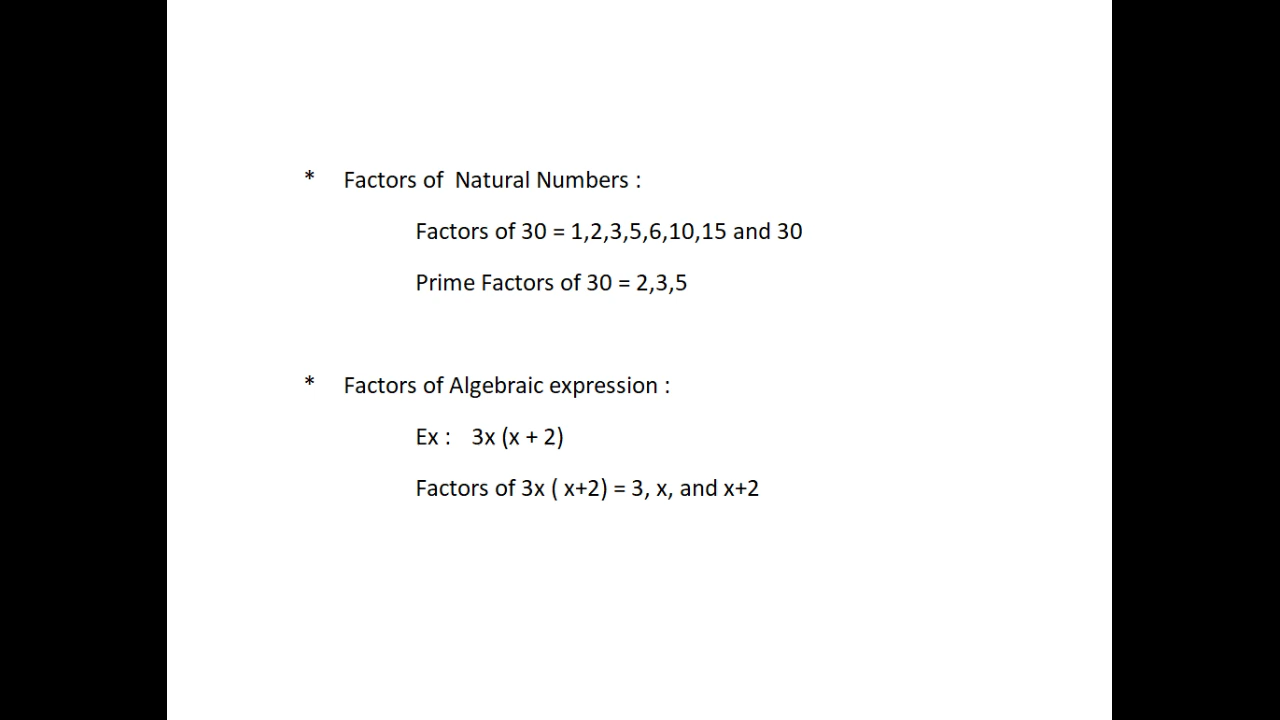 * Factors of Natural Numbers :
Factors of 30 = 1,2,3,5,6,10,15 and 30
Prime Factors of 30 = 2,3,5
* Factors of Algebraic expression :
Ex : 3x (x + 2)
Factors of 3x ( x+2) = 3, x, and x+2